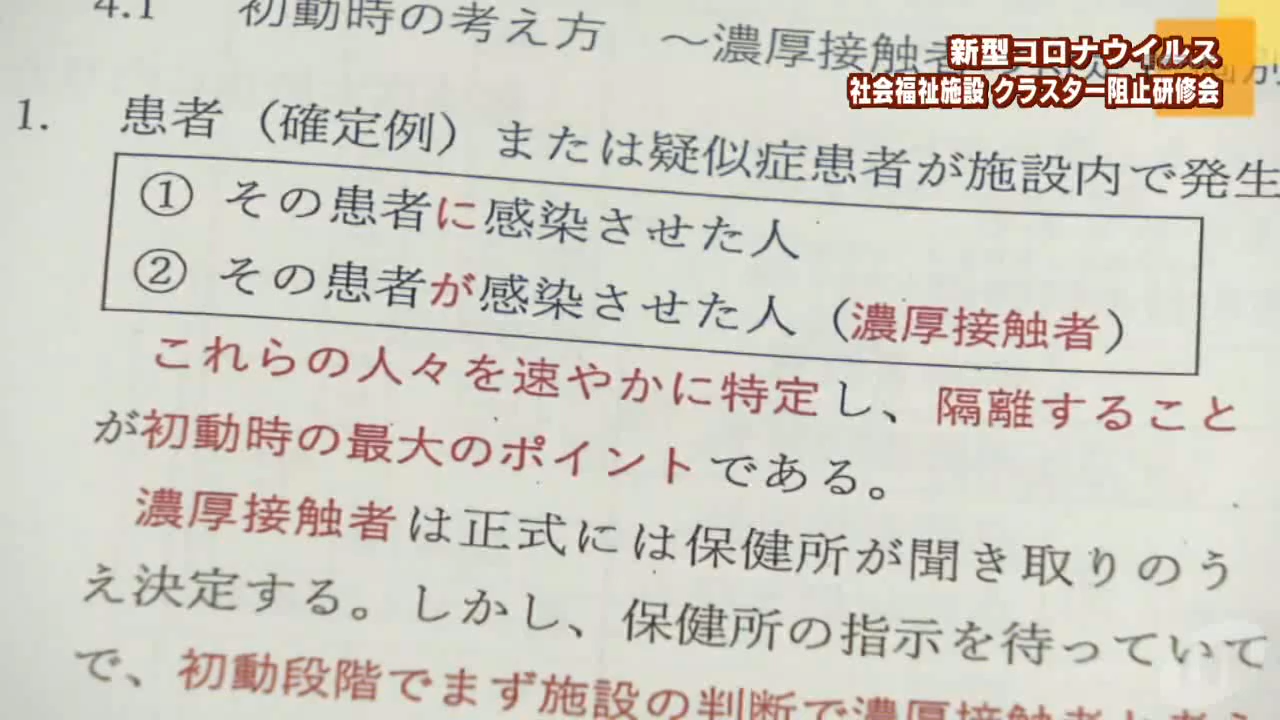 新型コロナウイルス
社会福祉施設 クラスター阻止研修会
4.1 初動時の考え方 ～濃厚接触者
1. 患者（確定例）または疑似症患者が施設内で発生
① その患者に感染させた人
② その患者が感染させた人（濃厚接触者）
これらの人々を速やかに特定し、隔離すること
が初動時の最大のポイントである。
濃厚接触者は正式には保健所が聞き取りのう
え決定する。しかし、保健所の指示を待っていて
で、初動段階でまず施設の判断で濃厚接触者と考え